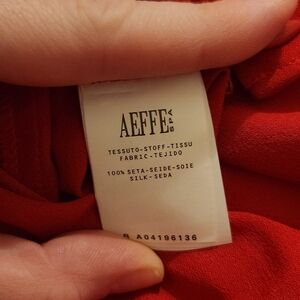 AEFFE SPA
TESSUTO-STOFF-TISSU
FABRIC-TEJIDO
100% SETA-SEIDE-SOIE
SILK-SEDA
A04196136